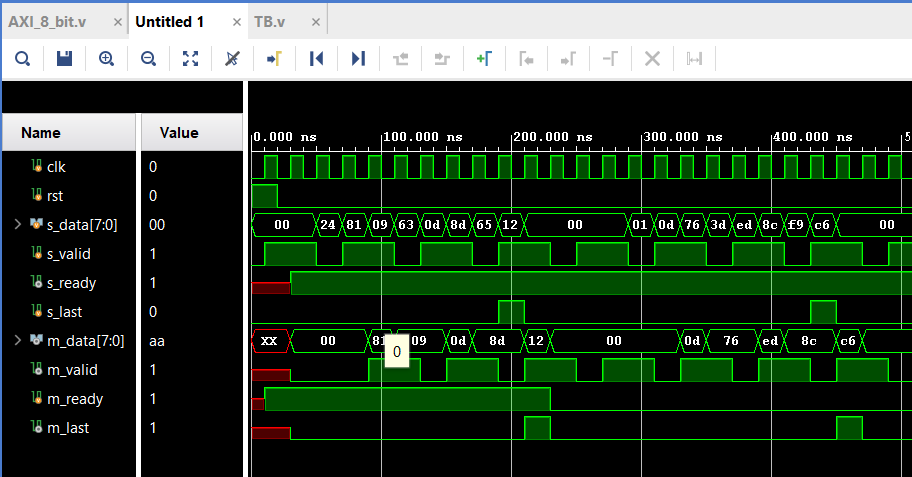 AXI_8_bit.v × Untitled 1 × TB.v ×
Name Value
0.000 ns 100.000 ns 200.000 ns 300.000 ns 400.000 ns
clk 0
rst 0
s_data[7:0] 00 00 24 81 09 63 0d 8d 65 12 00 01 0d 76 3d ed 8c f9 c6 00
s_valid 1
s_ready 1
s_last 0
m_data[7:0] aa XX 00 81 09 0d 8d 12 00 0d 76 ed 8c c6
0
m_valid 1
m_ready 1
m_last 1